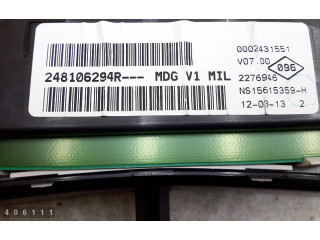 0002431551
V07.00
096
248106294R--- MDG V1 MIL
2276946
NS15615359-H
12-03-13 2
406111